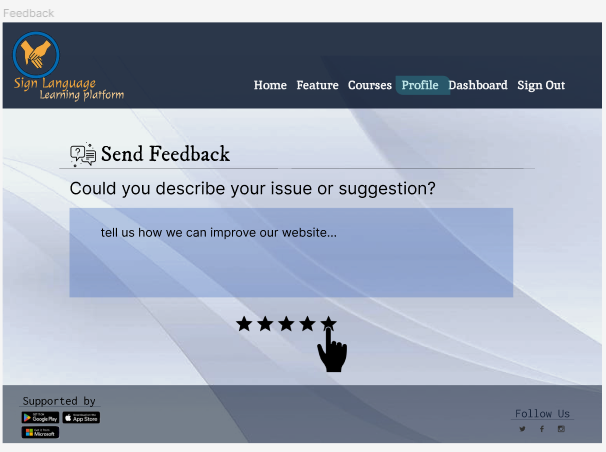 Feedback
Sign Language
Learning platform
Home Feature Courses Profile Dashboard Sign Out
Send Feedback
Could you describe your issue or suggestion?
tell us how we can improve our website...
Supported by
Google Play
App Store
Microsoft
Follow Us